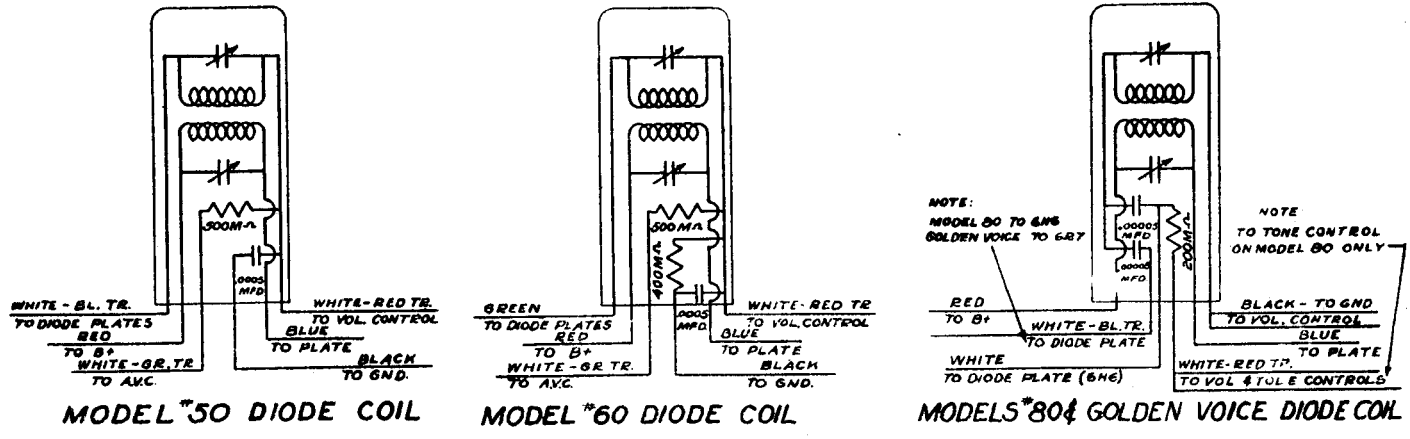 500MΩ
.0005
MFD.
WHITE-BL. TR.
TO DIODE PLATES
RED
TO B+
WHITE-GR. TR.
TO A.V.C.
WHITE-RED TR.
TO VOL. CONTROL
BLUE
TO PLATE
BLACK
TO GND.
MODEL #50 DIODE COIL
500MΩ
400MΩ
.0005
MFD.
GREEN
TO DIODE PLATES
RED
TO B+
WHITE-GR TR.
TO A.V.C.
WHITE-RED TR
TO VOL. CONTROL
BLUE
TO PLATE
BLACK
TO GND.
MODEL #60 DIODE COIL
NOTE:
MODEL 80 TO 6H6
GOLDEN VOICE TO 6R7
.00005
MFD
.00005
MFD.
200MΩ
NOTE
TO TONE CONTROL
ON MODEL 80 ONLY
RED
TO B+
WHITE-BL.TR.
TO DIODE PLATE
WHITE
TO DIODE PLATE (6H6)
BLACK - TO GND
TO VOL. CONTROL
BLUE
TO PLATE
WHITE-RED TR.
TO VOL & TONE CONTROLS
MODELS #80 & GOLDEN VOICE DIODE COIL